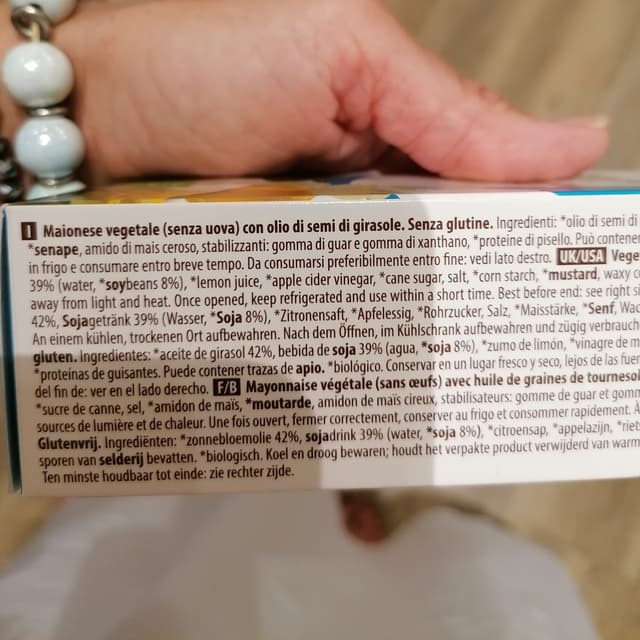 I Maionese vegetale (senza uova) con olio di semi di girasole. Senza glutine. Ingredienti: *olio di semi di
*senape, amido di mais ceroso, stabilizzanti: gomma di guar e gomma di xanthano, *proteine di pisello. Può contene
in frigo e consumare entro breve tempo. Da consumarsi preferibilmente entro fine: vedi lato destro. UK/USA Vege
39% (water, *soybeans 8%), *lemon juice, *apple cider vinegar, *cane sugar, salt, *corn starch, *mustard, waxy c
away from light and heat. Once opened, keep refrigerated and use within a short time. Best before end: see right si
42%, Sojagetränk 39% (Wasser, *Soja 8%), *Zitronensaft, *Apfelessig, *Rohrzucker, Salz, *Maisstärke, *Senf, Wac
An einem kühlen, trockenen Ort aufbewahren. Nach dem Öffnen, im Kühlschrank aufbewahren und zügig verbrauch
gluten. Ingredientes: *aceite de girasol 42%, bebida de soja 39% (agua, *soja 8%), *zumo de limón, *vinagre de m
*proteínas de guisantes. Puede contener trazas de apio. *biológico. Conservar en un lugar fresco y seco, lejos de las fue
del fin de: ver en el lado derecho. F/B Mayonnaise végétale (sans œufs) avec huile de graines de tourneso
*sucre de canne, sel, *amidon de maïs, *moutarde, amidon de maïs cireux, stabilisateurs: gomme de guar et gomm
sources de lumière et de chaleur. Une fois ouvert, fermer correctement, conserver au frigo et consommer rapidement. À
Glutenvrij. Ingrediënten: *zonnebloemolie 42%, sojadrink 39% (water, *soja 8%), *citroensap, *appelazijn, *riets
sporen van selderij bevatten. *biologisch. Koel en droog bewaren; houdt het verpakte product verwijderd van warm
Ten minste houdbaar tot einde: zie rechter zijde.